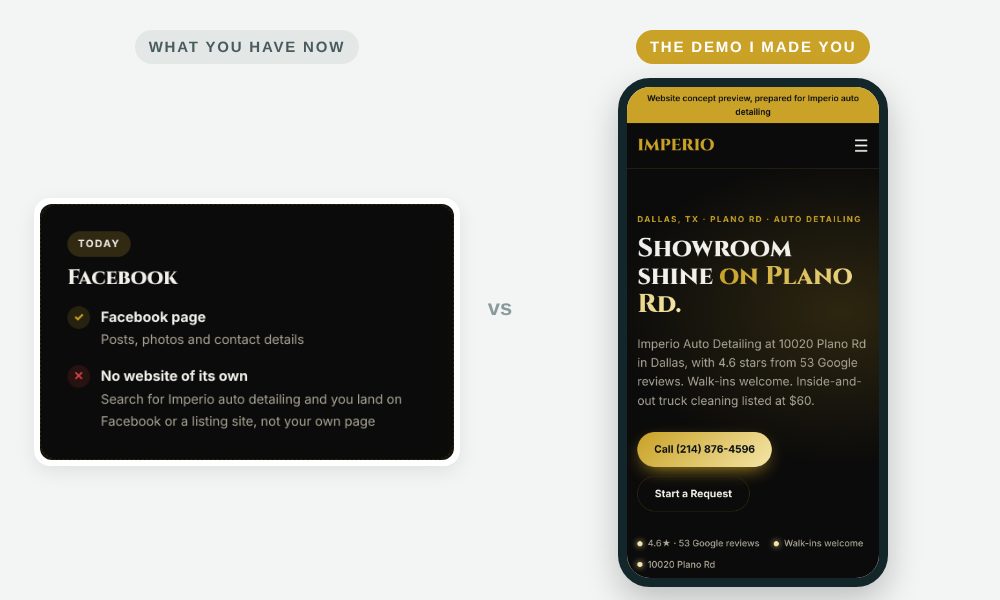 WHAT YOU HAVE NOW
TODAY
Facebook
Facebook page
Posts, photos and contact details
No website of its own
Search for Imperio auto detailing and you land on
Facebook or a listing site, not your own page
vs
THE DEMO I MADE YOU
Website concept preview, prepared for Imperio auto
detailing
IMPERIO
DALLAS, TX · PLANO RD · AUTO DETAILING
Showroom
shine on Plano
Rd.
Imperio Auto Detailing at 10020 Plano Rd
in Dallas, with 4.6 stars from 53 Google
reviews. Walk-ins welcome. Inside-and-
out truck cleaning listed at $60.
Call (214) 876-4596
Start a Request
4.6★ · 53 Google reviews
Walk-ins welcome
10020 Plano Rd